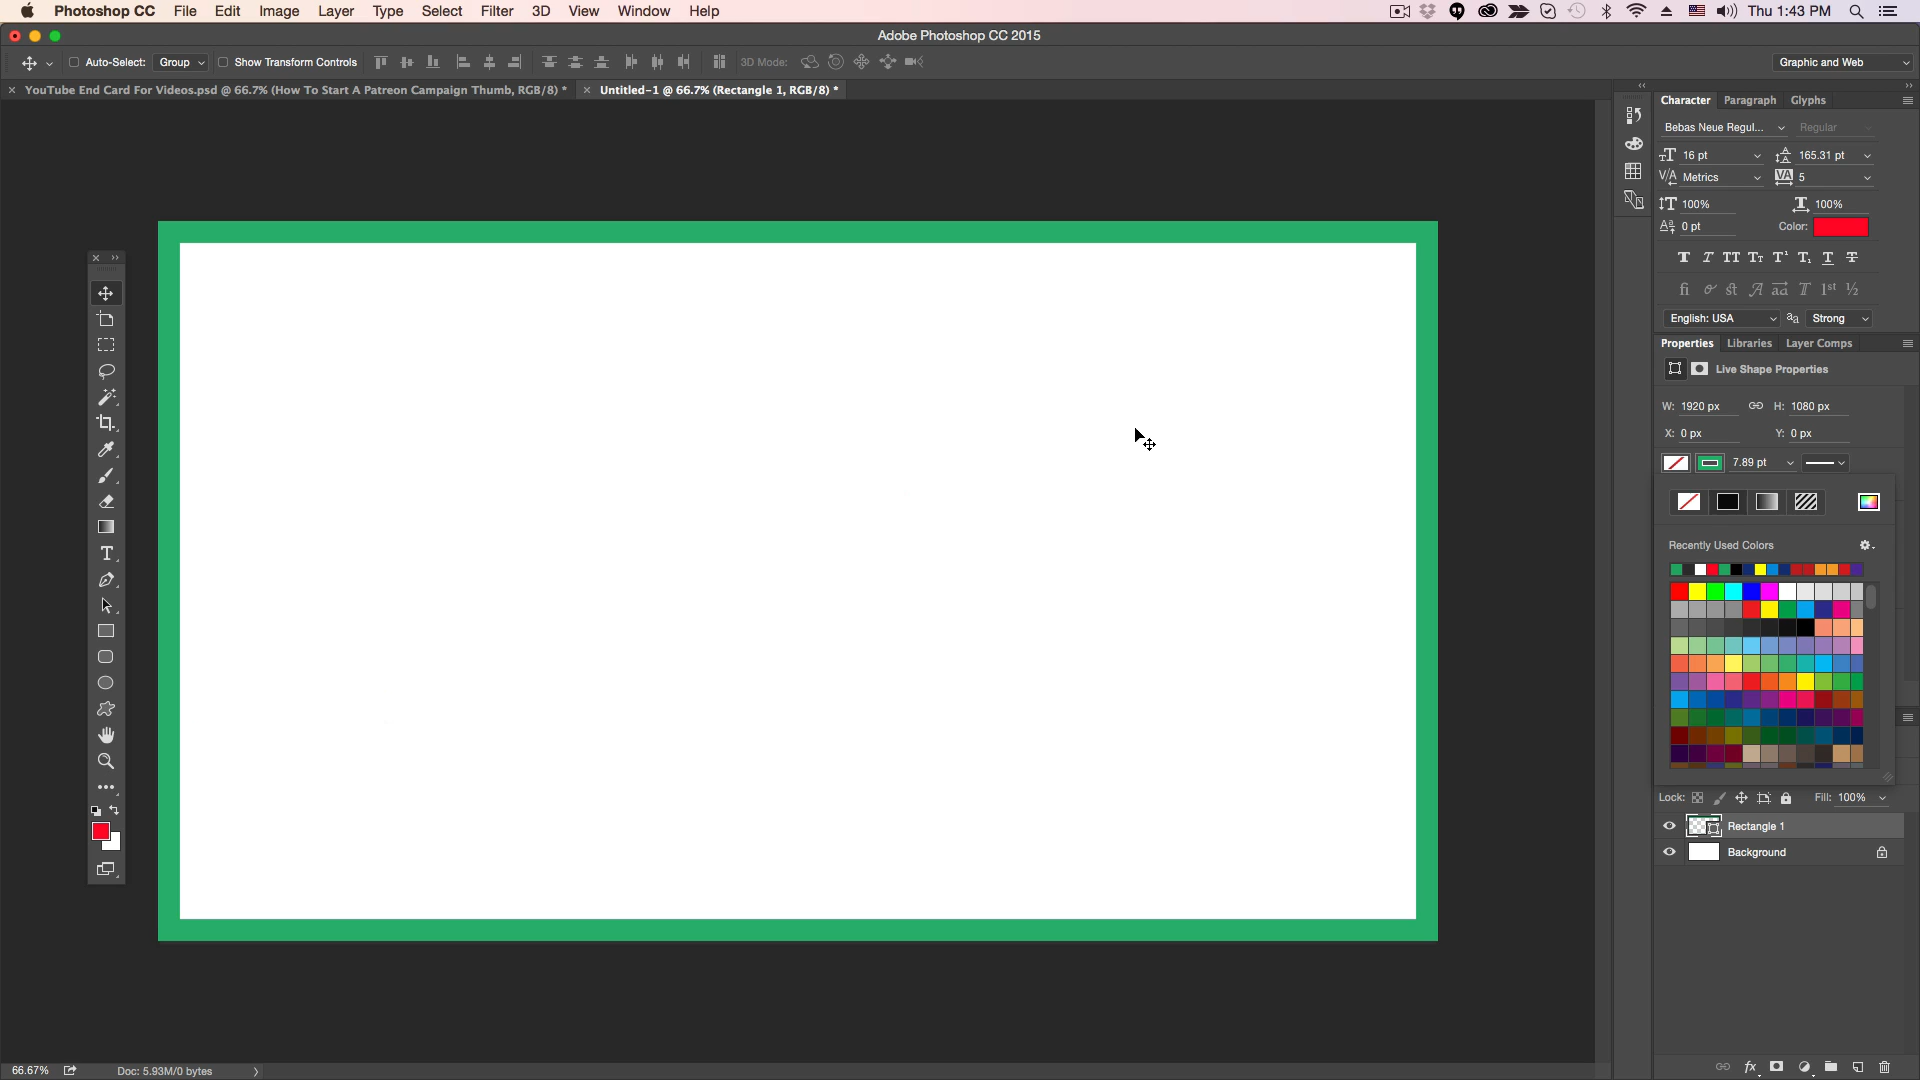 Photoshop CC File Edit Image Layer Type Select Filter 3D View Window Help Thu 1:43 PM
Adobe Photoshop CC 2015
Auto-Select: Group Show Transform Controls 3D Mode: Graphic and Web
YouTube End Card For Videos.psd @ 66.7% (How To Start A Patreon Campaign Thumb, RGB/8) * Untitled-1 @ 66.7% (Rectangle 1, RGB/8) *
Character Paragraph Glyphs
Bebas Neue Regul... Regular
16 pt 165.31 pt
Metrics 5
100% 100%
0 pt Color:
English: USA Strong
Properties Libraries Layer Comps
Live Shape Properties
W: 1920 px H: 1080 px
X: 0 px Y: 0 px
7.89 pt
Recently Used Colors
Lock: Fill: 100%
Rectangle 1
Background
66.67% Doc: 5.93M/0 bytes